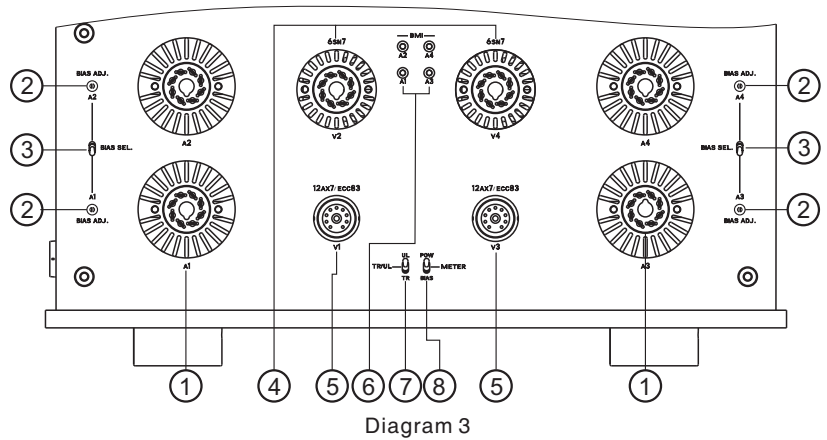 6SN7
BMI
6SN7
A2
A4
A1
A3
2
BIAS ADJ.
A2
A2
V2
V4
A4
BIAS ADJ.
A4
2
3
BIAS SEL.
BIAS SEL.
3
2
A1
BIAS ADJ.
12AX7/ECC83
12AX7/ECC83
A3
BIAS ADJ.
2
A1
V1
V3
A3
UL
POW
TR/UL
METER
TR
BIAS
1
4
5
6
7
8
5
1
Diagram 3